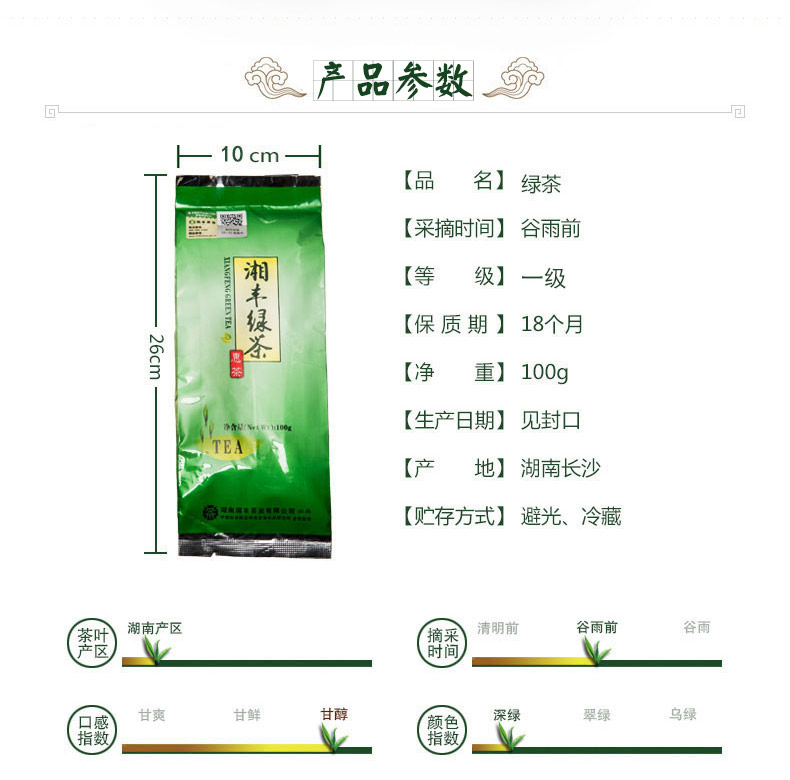 产品参数
10 cm
26cm
湘丰绿茶
XIANGFENG GREEN TEA
惠茶
净含量(Net Wt):100g
TEA
【品 名】 绿茶
【采摘时间】 谷雨前
【等 级】 一级
【保 质 期 】 18个月
【净 重】 100g
【生产日期】 见封口
【产 地】 湖南长沙
【贮存方式】 避光、冷藏
茶叶产区
湖南产区
摘采时间
清明前 谷雨前 谷雨
口感指数
甘爽 甘鲜 甘醇
颜色指数
深绿 翠绿 乌绿